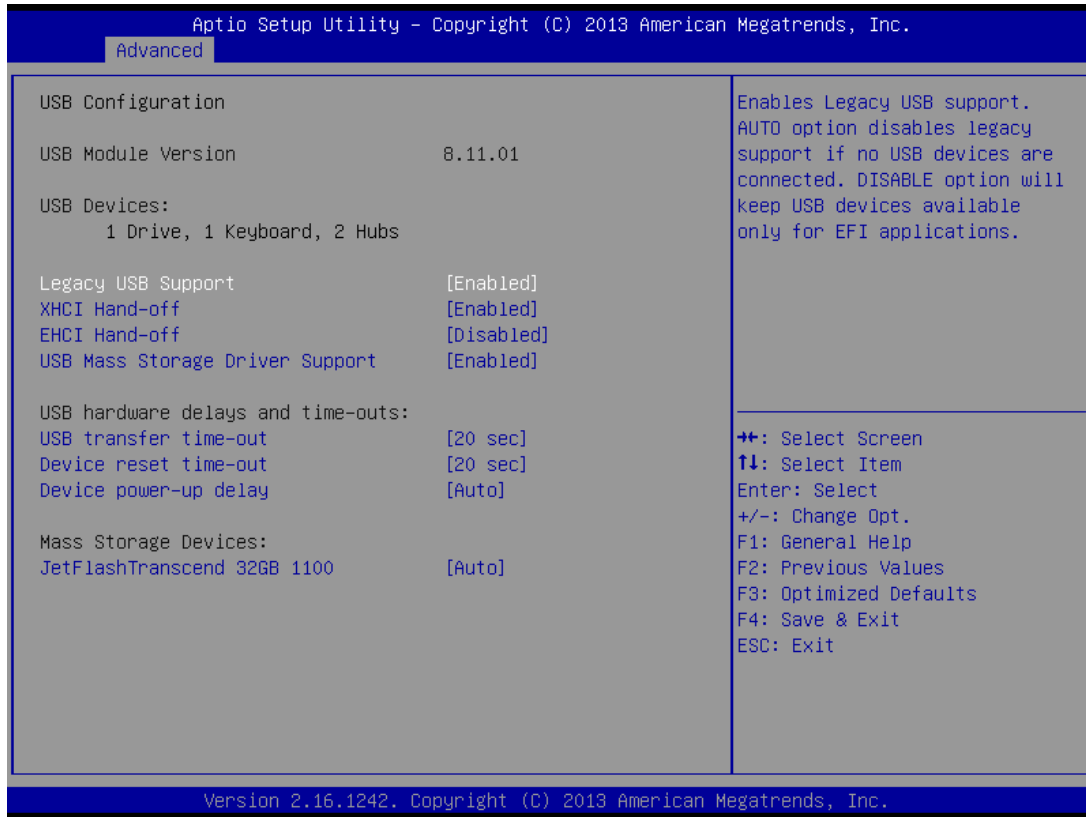 Aptio Setup Utility – Copyright (C) 2013 American Megatrends, Inc.
Advanced
USB Configuration
USB Module Version 8.11.01
USB Devices:
1 Drive, 1 Keyboard, 2 Hubs
Legacy USB Support [Enabled]
XHCI Hand-off [Enabled]
EHCI Hand-off [Disabled]
USB Mass Storage Driver Support [Enabled]
USB hardware delays and time-outs:
USB transfer time-out [20 sec]
Device reset time-out [20 sec]
Device power-up delay [Auto]
Mass Storage Devices:
JetFlashTranscend 32GB 1100 [Auto]
Enables Legacy USB support.
AUTO option disables legacy
support if no USB devices are
connected. DISABLE option will
keep USB devices available
only for EFI applications.
→←: Select Screen
↑↓: Select Item
Enter: Select
+/-: Change Opt.
F1: General Help
F2: Previous Values
F3: Optimized Defaults
F4: Save & Exit
ESC: Exit
Version 2.16.1242. Copyright (C) 2013 American Megatrends, Inc.